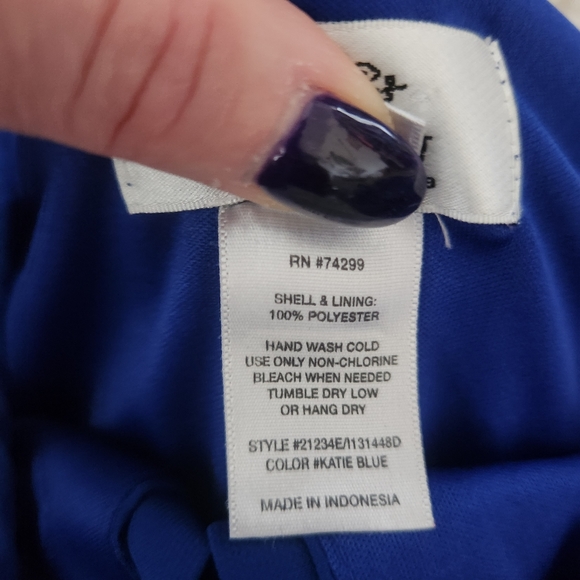 RN #74299
SHELL & LINING:
100% POLYESTER
HAND WASH COLD
USE ONLY NON-CHLORINE
BLEACH WHEN NEEDED
TUMBLE DRY LOW
OR HANG DRY
STYLE #21234E/I131448D
COLOR #KATIE BLUE
MADE IN INDONESIA